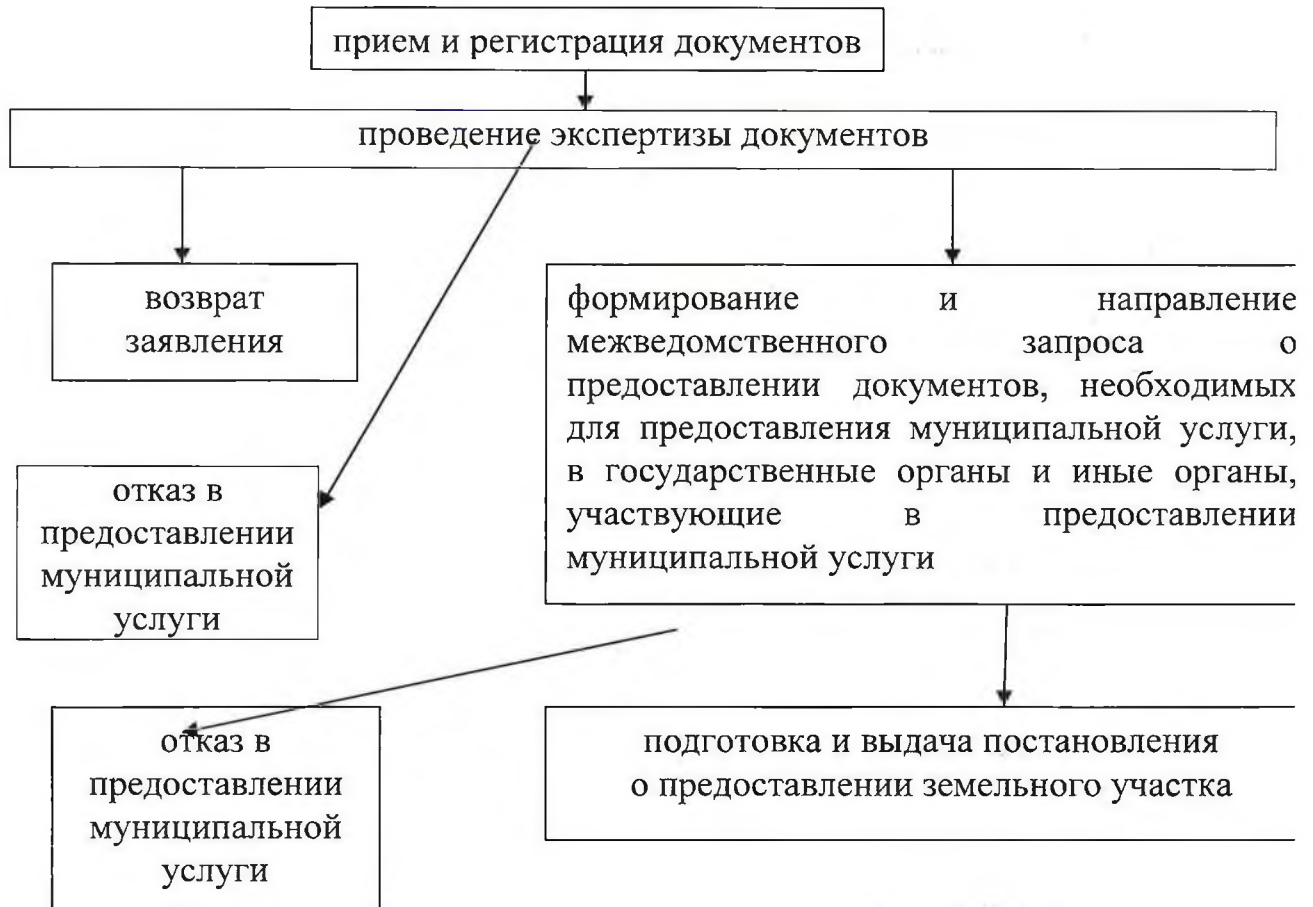 прием и регистрация документов
проведение экспертизы документов
возврат
заявления
формирование и направление
межведомственного запроса о
предоставлении документов, необходимых
для предоставления муниципальной услуги,
в государственные органы и иные органы,
участвующие в предоставлении
муниципальной услуги
отказ в
предоставлении
муниципальной
услуги
отказ в
предоставлении
муниципальной
услуги
подготовка и выдача постановления
о предоставлении земельного участка